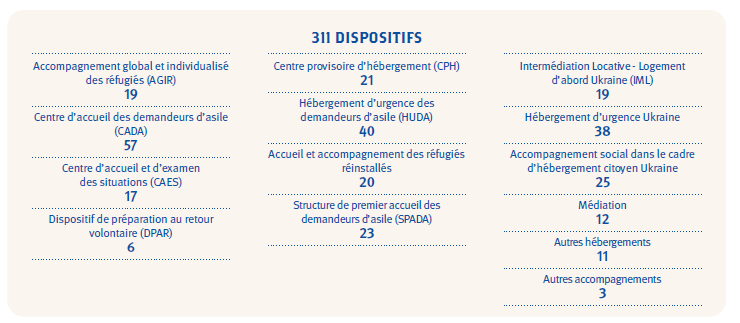 311 DISPOSITIFS
Accompagnement global et individualisé
des réfugiés (AGIR)
19
Centre d'accueil des demandeurs d'asile
(CADA)
57
Centre d'accueil et d'examen
des situations (CAES)
17
Dispositif de préparation au retour
volontaire (DPAR)
6
Centre provisoire d'hébergement (CPH)
21
Hébergement d'urgence des
demandeurs d'asile (HUDA)
40
Accueil et accompagnement des réfugiés
réinstallés
20
Structure de premier accueil des
demandeurs d'asile (SPADA)
23
Intermédiation Locative - Logement
d'abord Ukraine (IML)
19
Hébergement d'urgence Ukraine
38
Accompagnement social dans le cadre
d'hébergement citoyen Ukraine
25
Médiation
12
Autres hébergements
11
Autres accompagnements
3